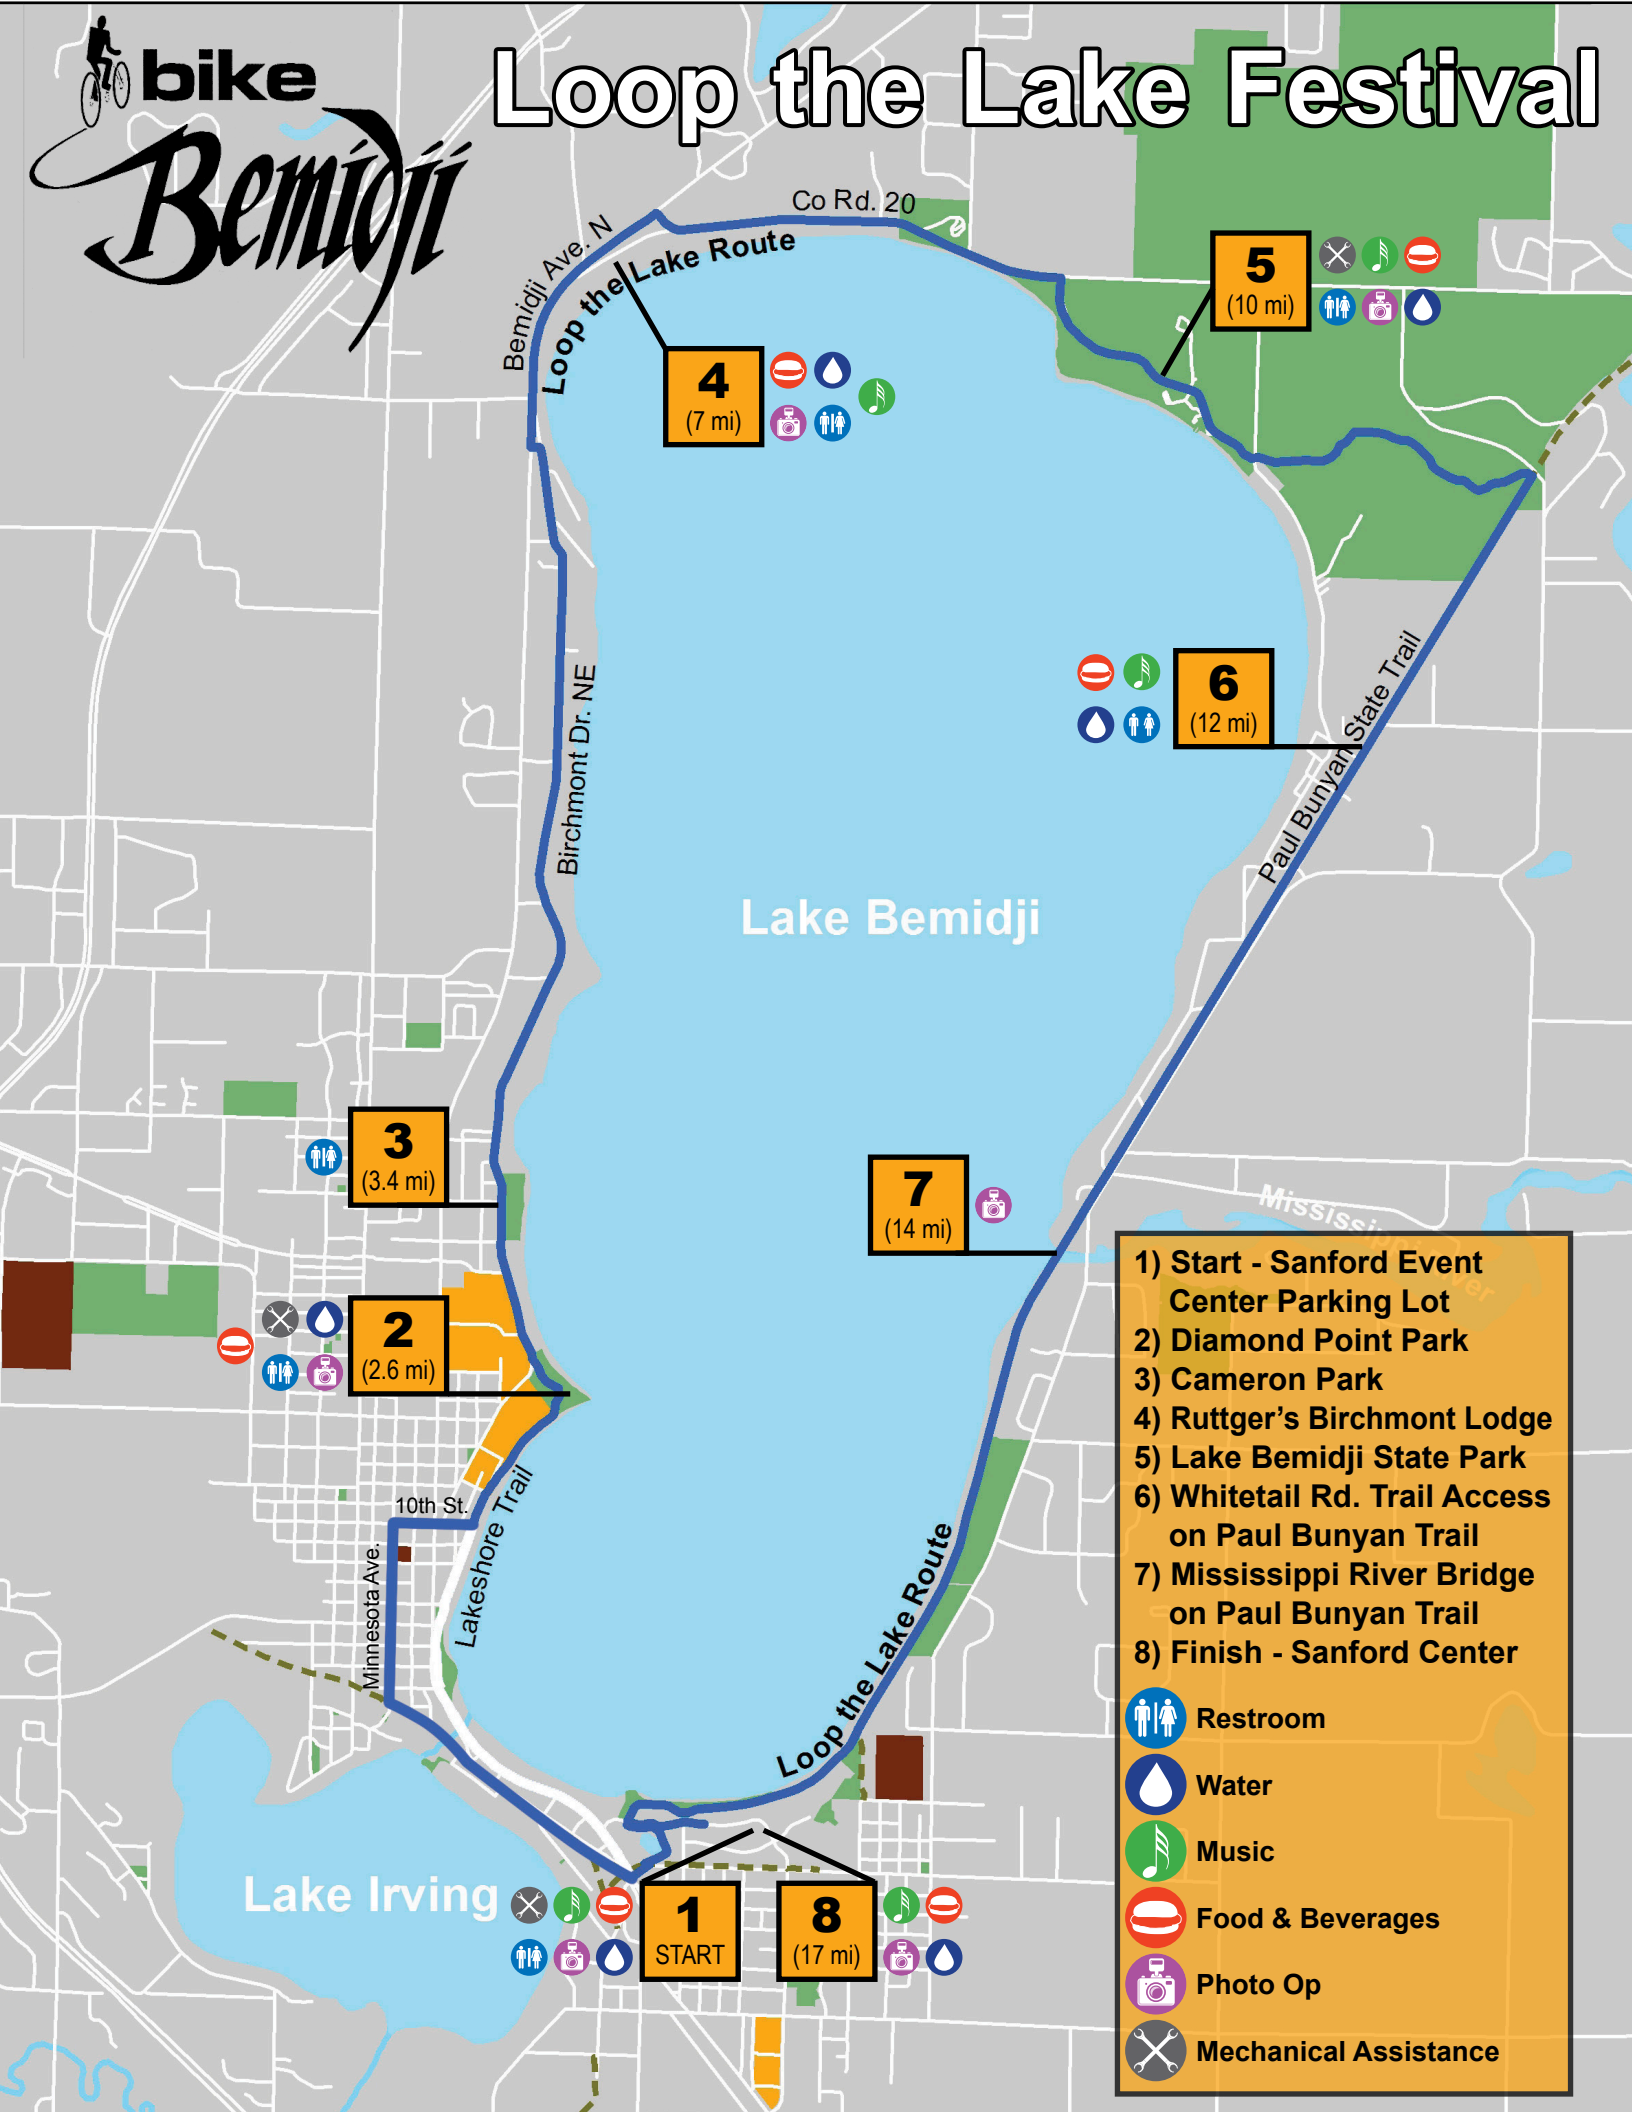 bike
Bemidji
Loop the Lake Festival
Co Rd. 20
Bemidji Ave. N
Loop the Lake Route
5
(10 mi)
4
(7 mi)
6
(12 mi)
Paul Bunyan State Trail
Birchmont Dr. NE
Lake Bemidji
3
(3.4 mi)
7
(14 mi)
Mississippi River
2
(2.6 mi)
10th St.
Lakeshore Trail
Minnesota Ave.
Loop the Lake Route
Lake Irving
1
START
8
(17 mi)
1) Start - Sanford Event
Center Parking Lot
2) Diamond Point Park
3) Cameron Park
4) Ruttger's Birchmont Lodge
5) Lake Bemidji State Park
6) Whitetail Rd. Trail Access
on Paul Bunyan Trail
7) Mississippi River Bridge
on Paul Bunyan Trail
8) Finish - Sanford Center
Restroom
Water
Music
Food & Beverages
Photo Op
Mechanical Assistance